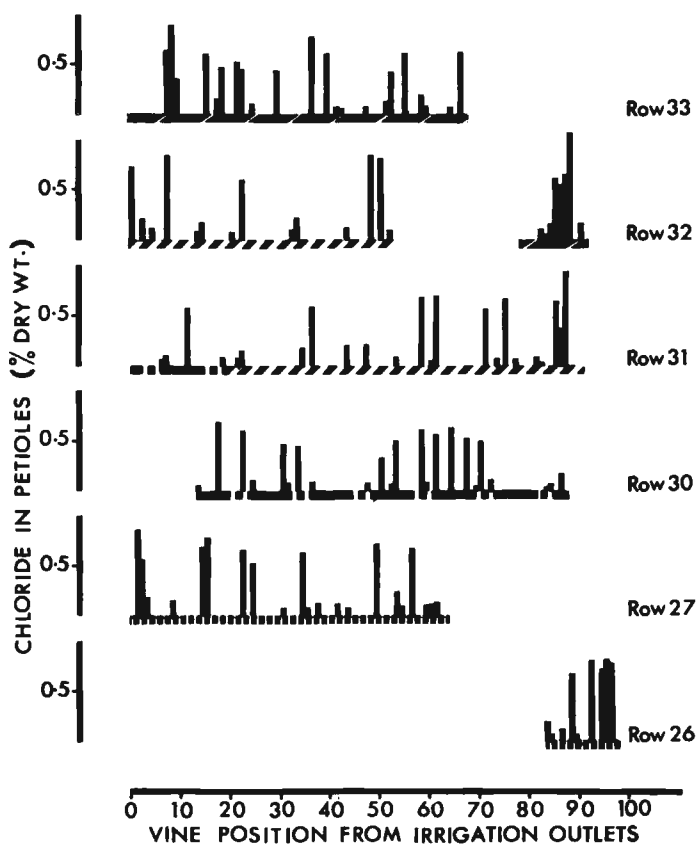 0·5
Row 33
0·5
Row 32
0·5
Row 31
0·5
Row 30
0·5
Row 27
0·5
Row 26
CHLORIDE IN PETIOLES (% DRY WT.)
0 10 20 30 40 50 60 70 80 90 100
VINE POSITION FROM IRRIGATION OUTLETS